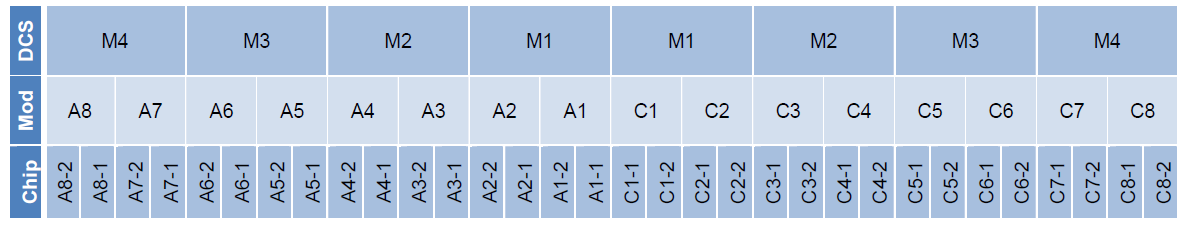 DCS M4 M3 M2 M1 M1 M2 M3 M4
Mod A8 A7 A6 A5 A4 A3 A2 A1 C1 C2 C3 C4 C5 C6 C7 C8
Chip A8-2 A8-1 A7-2 A7-1 A6-2 A6-1 A5-2 A5-1 A4-2 A4-1 A3-2 A3-1 A2-2 A2-1 A1-2 A1-1 C1-1 C1-2 C2-1 C2-2 C3-1 C3-2 C4-1 C4-2 C5-1 C5-2 C6-1 C6-2 C7-1 C7-2 C8-1 C8-2